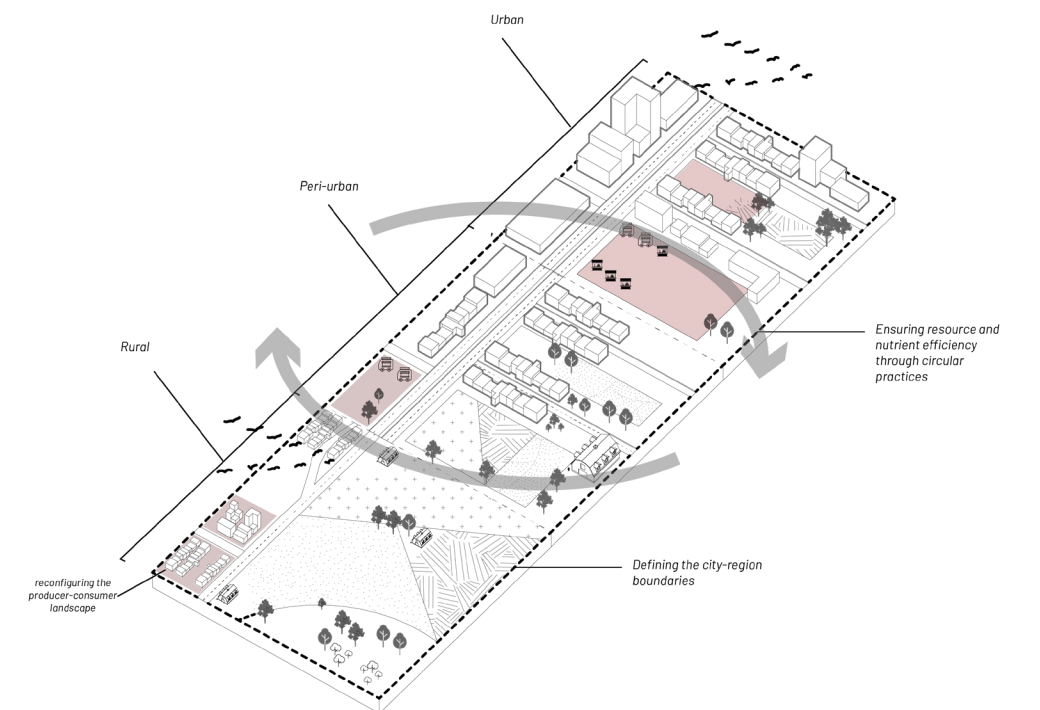 Urban
Peri-urban
Rural
Ensuring resource and
nutrient efficiency
through circular
practices
Defining the city-region
boundaries
reconfiguring the
producer-consumer
landscape